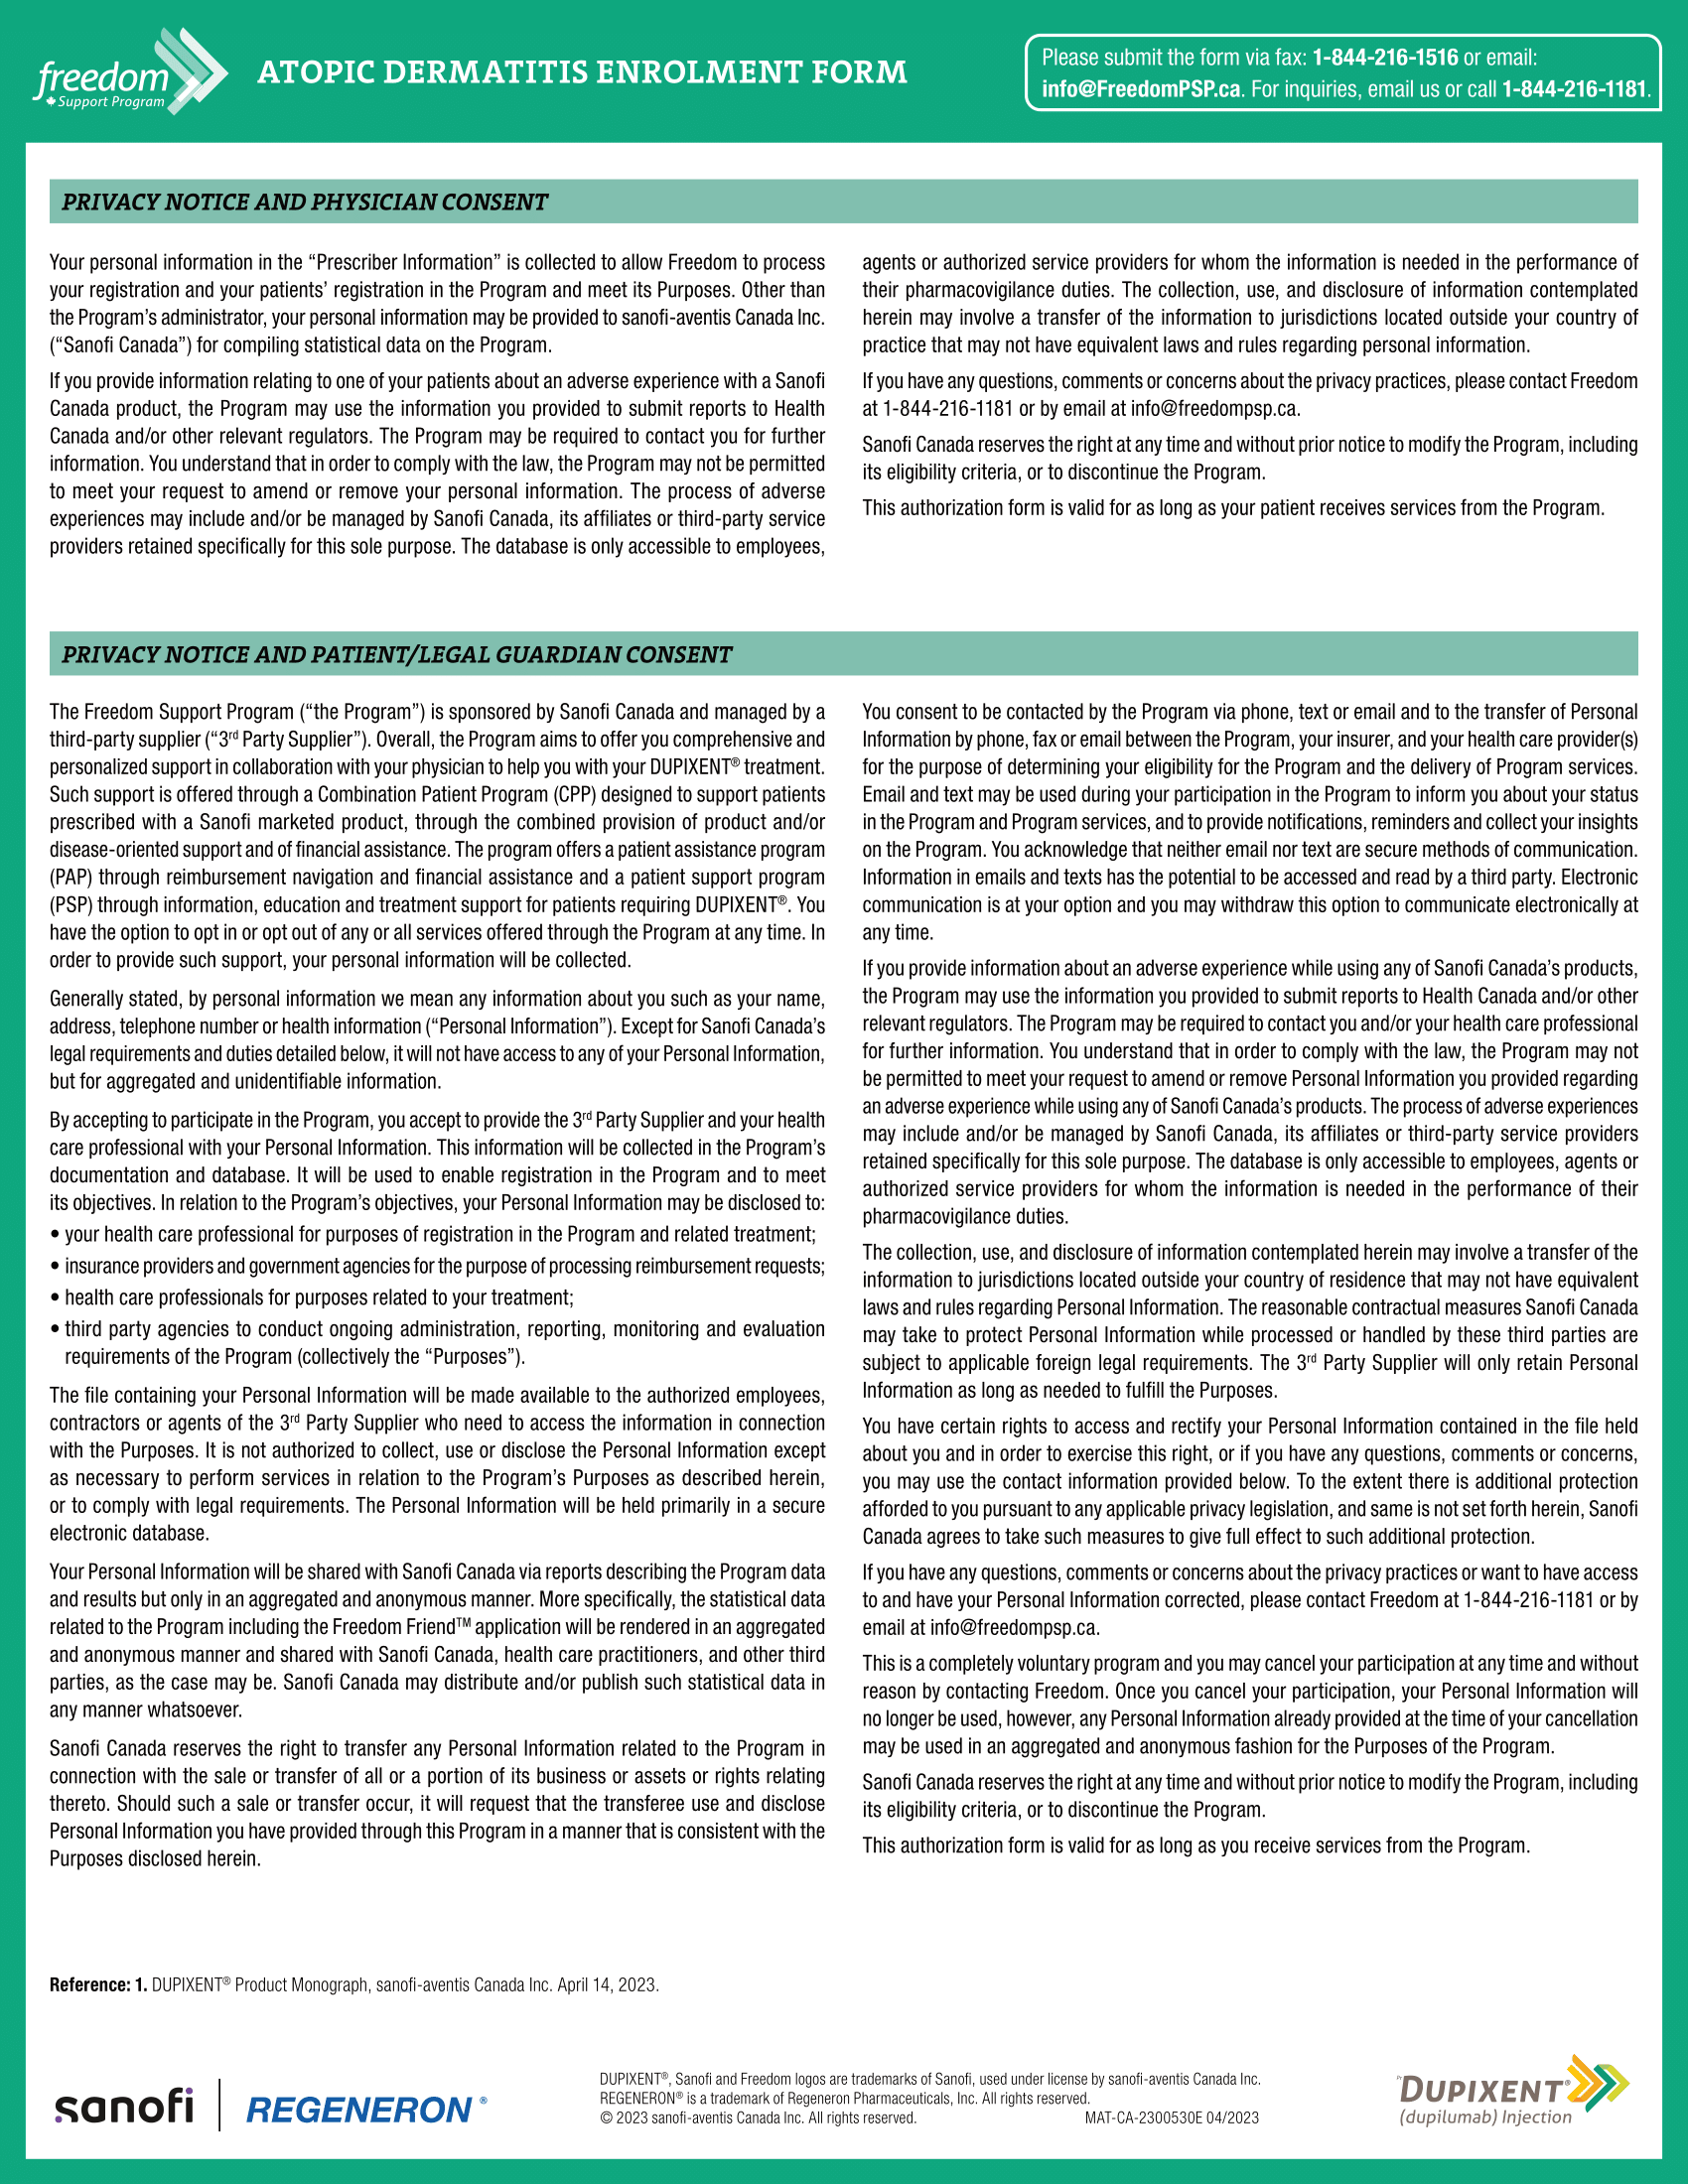 freedom
Support Program
ATOPIC DERMATITIS ENROLMENT FORM
Please submit the form via fax: 1-844-216-1516 or email:
info@FreedomPSP.ca. For inquiries, email us or call 1-844-216-1181.
PRIVACY NOTICE AND PHYSICIAN CONSENT
Your personal information in the “Prescriber Information” is collected to allow Freedom to process
your registration and your patients’ registration in the Program and meet its Purposes. Other than
the Program’s administrator, your personal information may be provided to sanofi-aventis Canada Inc.
(“Sanofi Canada”) for compiling statistical data on the Program.
If you provide information relating to one of your patients about an adverse experience with a Sanofi
Canada product, the Program may use the information you provided to submit reports to Health
Canada and/or other relevant regulators. The Program may be required to contact you for further
information. You understand that in order to comply with the law, the Program may not be permitted
to meet your request to amend or remove your personal information. The process of adverse
experiences may include and/or be managed by Sanofi Canada, its affiliates or third-party service
providers retained specifically for this sole purpose. The database is only accessible to employees,
agents or authorized service providers for whom the information is needed in the performance of
their pharmacovigilance duties. The collection, use, and disclosure of information contemplated
herein may involve a transfer of the information to jurisdictions located outside your country of
practice that may not have equivalent laws and rules regarding personal information.
If you have any questions, comments or concerns about the privacy practices, please contact Freedom
at 1-844-216-1181 or by email at info@freedompsp.ca.
Sanofi Canada reserves the right at any time and without prior notice to modify the Program, including
its eligibility criteria, or to discontinue the Program.
This authorization form is valid for as long as your patient receives services from the Program.
PRIVACY NOTICE AND PATIENT/LEGAL GUARDIAN CONSENT
The Freedom Support Program (“the Program”) is sponsored by Sanofi Canada and managed by a
third-party supplier (“3rd Party Supplier”). Overall, the Program aims to offer you comprehensive and
personalized support in collaboration with your physician to help you with your DUPIXENT® treatment.
Such support is offered through a Combination Patient Program (CPP) designed to support patients
prescribed with a Sanofi marketed product, through the combined provision of product and/or
disease-oriented support and of financial assistance. The program offers a patient assistance program
(PAP) through reimbursement navigation and financial assistance and a patient support program
(PSP) through information, education and treatment support for patients requiring DUPIXENT®. You
have the option to opt in or opt out of any or all services offered through the Program at any time. In
order to provide such support, your personal information will be collected.
Generally stated, by personal information we mean any information about you such as your name,
address, telephone number or health information (“Personal Information”). Except for Sanofi Canada’s
legal requirements and duties detailed below, it will not have access to any of your Personal Information,
but for aggregated and unidentifiable information.
By accepting to participate in the Program, you accept to provide the 3rd Party Supplier and your health
care professional with your Personal Information. This information will be collected in the Program’s
documentation and database. It will be used to enable registration in the Program and to meet
its objectives. In relation to the Program’s objectives, your Personal Information may be disclosed to:
• your health care professional for purposes of registration in the Program and related treatment;
• insurance providers and government agencies for the purpose of processing reimbursement requests;
• health care professionals for purposes related to your treatment;
• third party agencies to conduct ongoing administration, reporting, monitoring and evaluation
requirements of the Program (collectively the “Purposes”).
The file containing your Personal Information will be made available to the authorized employees,
contractors or agents of the 3rd Party Supplier who need to access the information in connection
with the Purposes. It is not authorized to collect, use or disclose the Personal Information except
as necessary to perform services in relation to the Program’s Purposes as described herein,
or to comply with legal requirements. The Personal Information will be held primarily in a secure
electronic database.
Your Personal Information will be shared with Sanofi Canada via reports describing the Program data
and results but only in an aggregated and anonymous manner. More specifically, the statistical data
related to the Program including the Freedom Friend™ application will be rendered in an aggregated
and anonymous manner and shared with Sanofi Canada, health care practitioners, and other third
parties, as the case may be. Sanofi Canada may distribute and/or publish such statistical data in
any manner whatsoever.
Sanofi Canada reserves the right to transfer any Personal Information related to the Program in
connection with the sale or transfer of all or a portion of its business or assets or rights relating
thereto. Should such a sale or transfer occur, it will request that the transferee use and disclose
Personal Information you have provided through this Program in a manner that is consistent with the
Purposes disclosed herein.
You consent to be contacted by the Program via phone, text or email and to the transfer of Personal
Information by phone, fax or email between the Program, your insurer, and your health care provider(s)
for the purpose of determining your eligibility for the Program and the delivery of Program services.
Email and text may be used during your participation in the Program to inform you about your status
in the Program and Program services, and to provide notifications, reminders and collect your insights
on the Program. You acknowledge that neither email nor text are secure methods of communication.
Information in emails and texts has the potential to be accessed and read by a third party. Electronic
communication is at your option and you may withdraw this option to communicate electronically at
any time.
If you provide information about an adverse experience while using any of Sanofi Canada’s products,
the Program may use the information you provided to submit reports to Health Canada and/or other
relevant regulators. The Program may be required to contact you and/or your health care professional
for further information. You understand that in order to comply with the law, the Program may not
be permitted to meet your request to amend or remove Personal Information you provided regarding
an adverse experience while using any of Sanofi Canada’s products. The process of adverse experiences
may include and/or be managed by Sanofi Canada, its affiliates or third-party service providers
retained specifically for this sole purpose. The database is only accessible to employees, agents or
authorized service providers for whom the information is needed in the performance of their
pharmacovigilance duties.
The collection, use, and disclosure of information contemplated herein may involve a transfer of the
information to jurisdictions located outside your country of residence that may not have equivalent
laws and rules regarding Personal Information. The reasonable contractual measures Sanofi Canada
may take to protect Personal Information while processed or handled by these third parties are
subject to applicable foreign legal requirements. The 3rd Party Supplier will only retain Personal
Information as long as needed to fulfill the Purposes.
You have certain rights to access and rectify your Personal Information contained in the file held
about you and in order to exercise this right, or if you have any questions, comments or concerns,
you may use the contact information provided below. To the extent there is additional protection
afforded to you pursuant to any applicable privacy legislation, and same is not set forth herein, Sanofi
Canada agrees to take such measures to give full effect to such additional protection.
If you have any questions, comments or concerns about the privacy practices or want to have access
to and have your Personal Information corrected, please contact Freedom at 1-844-216-1181 or by
email at info@freedompsp.ca.
This is a completely voluntary program and you may cancel your participation at any time and without
reason by contacting Freedom. Once you cancel your participation, your Personal Information will
no longer be used, however, any Personal Information already provided at the time of your cancellation
may be used in an aggregated and anonymous fashion for the Purposes of the Program.
Sanofi Canada reserves the right at any time and without prior notice to modify the Program, including
its eligibility criteria, or to discontinue the Program.
This authorization form is valid for as long as you receive services from the Program.
Reference: 1. DUPIXENT® Product Monograph, sanofi-aventis Canada Inc. April 14, 2023.
sanofi
REGENERON®
DUPIXENT®, Sanofi and Freedom logos are trademarks of Sanofi, used under license by sanofi-aventis Canada Inc.
REGENERON® is a trademark of Regeneron Pharmaceuticals, Inc. All rights reserved.
© 2023 sanofi-aventis Canada Inc. All rights reserved. MAT-CA-2300530E 04/2023
DUPIXENT®
(dupilumab) Injection